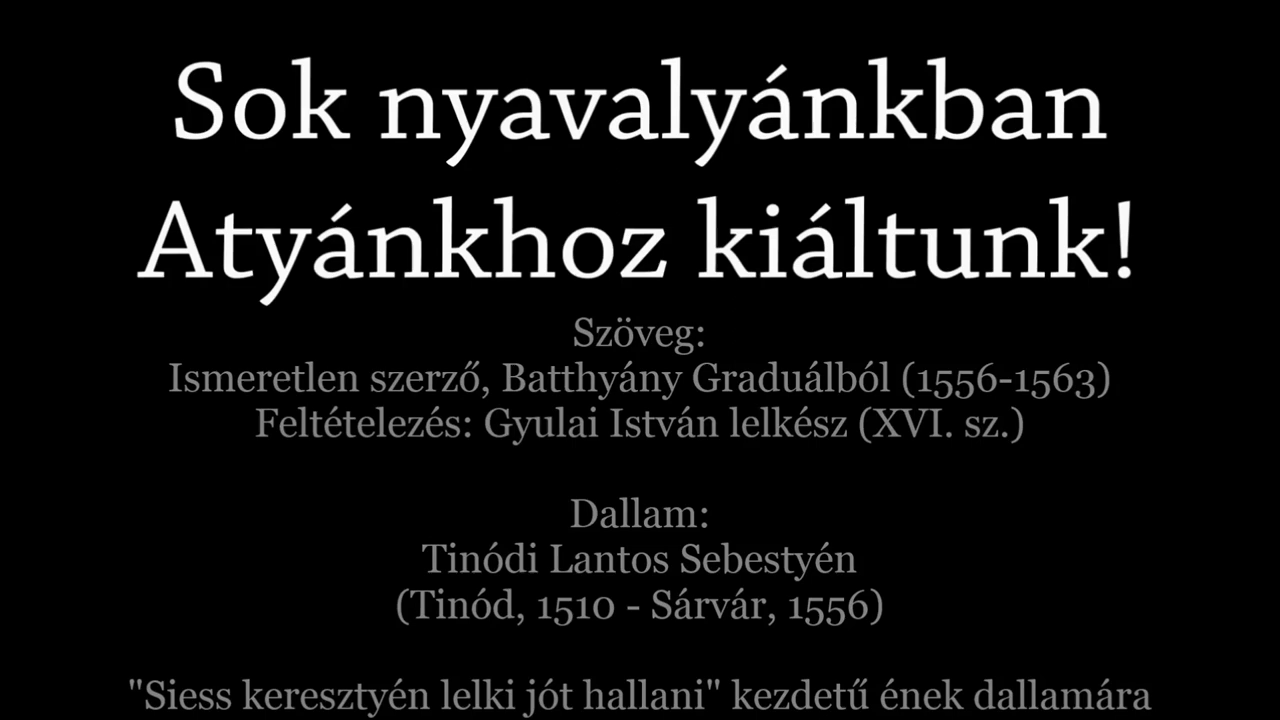 Sok nyavalyánkban
Atyánkhoz kiáltunk!
Szöveg:
Ismeretlen szerző, Batthyány Graduálból (1556-1563)
Feltételezés: Gyulai István lelkész (XVI. sz.)
Dallam:
Tinódi Lantos Sebestyén
(Tinód, 1510 - Sárvár, 1556)
"Siess keresztyén lelki jót hallani" kezdetű ének dallamára